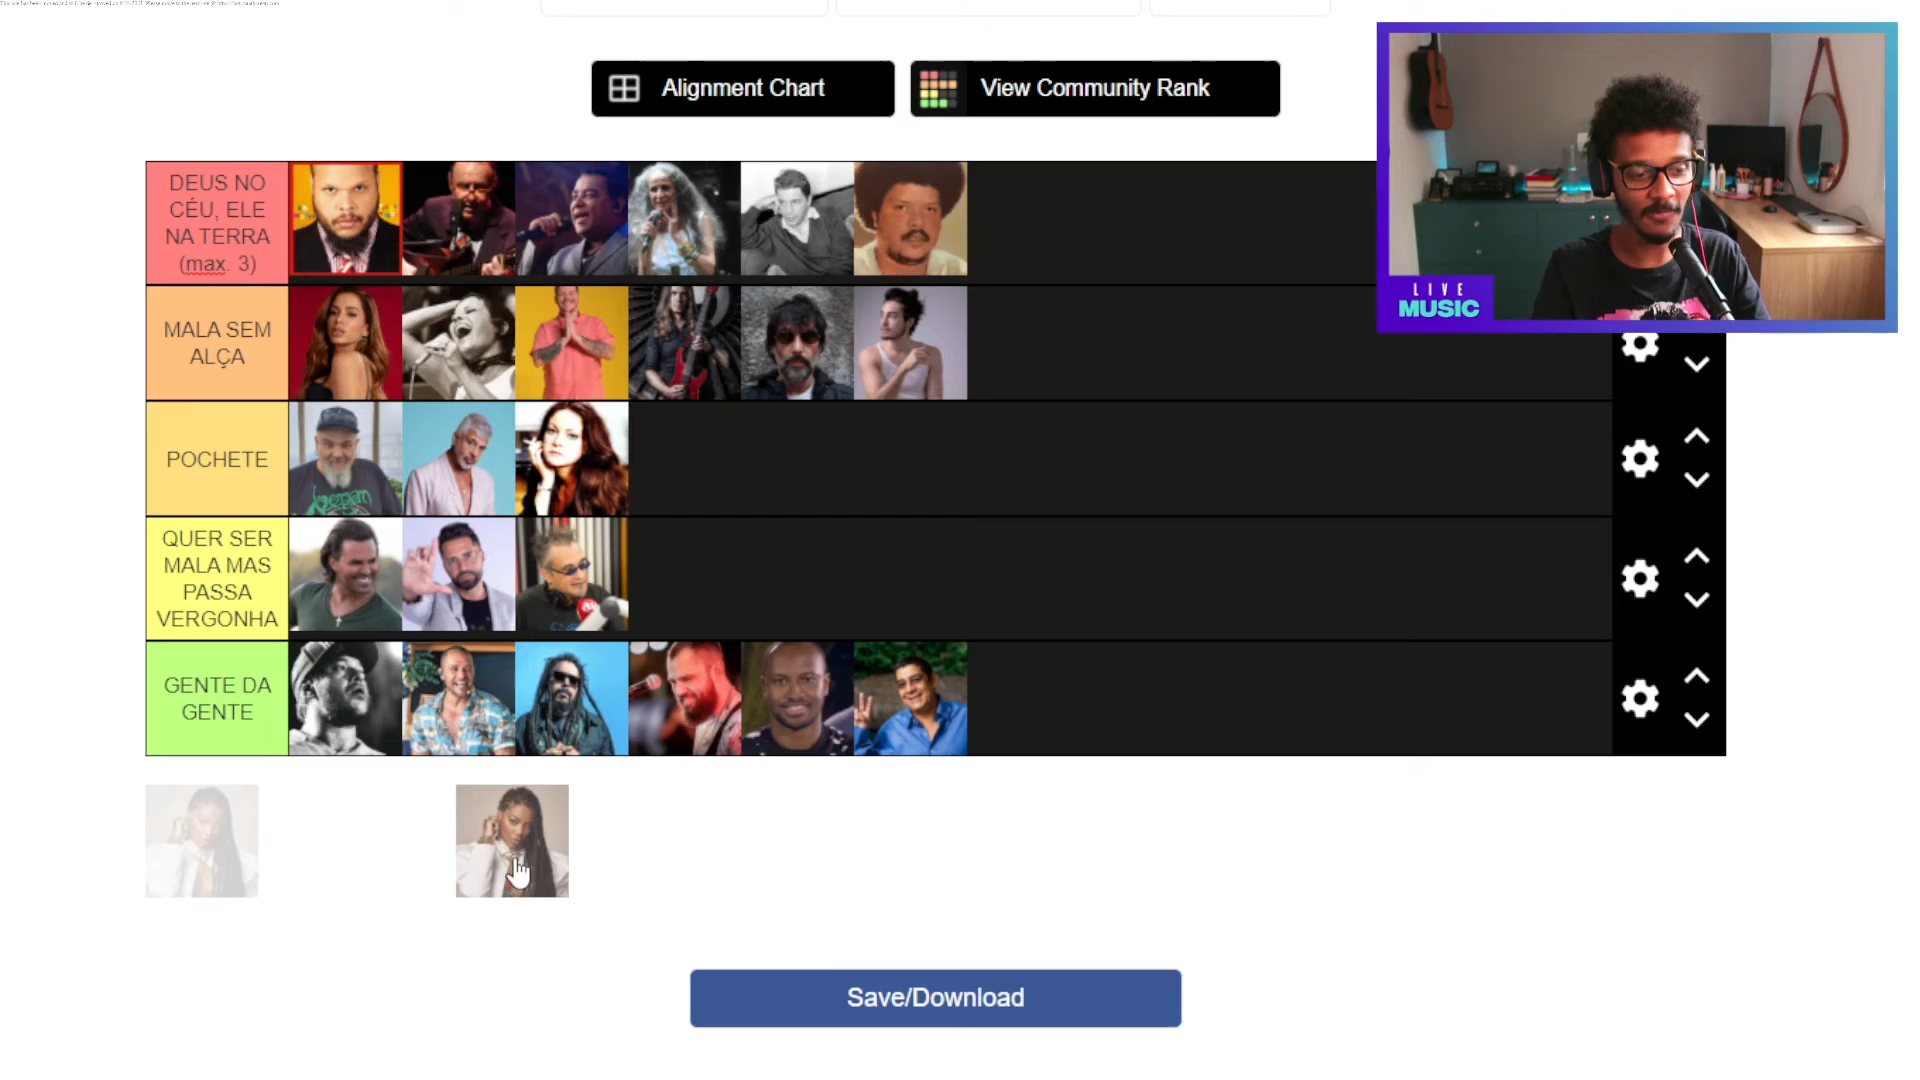 Alignment Chart
View Community Rank
DEUS NO
CÉU, ELE
NA TERRA
(max. 3)
LIVE
MUSIC
MALA SEM
ALÇA
POCHETE
QUER SER
MALA MAS
PASSA
VERGONHA
GENTE DA
GENTE
Save/Download